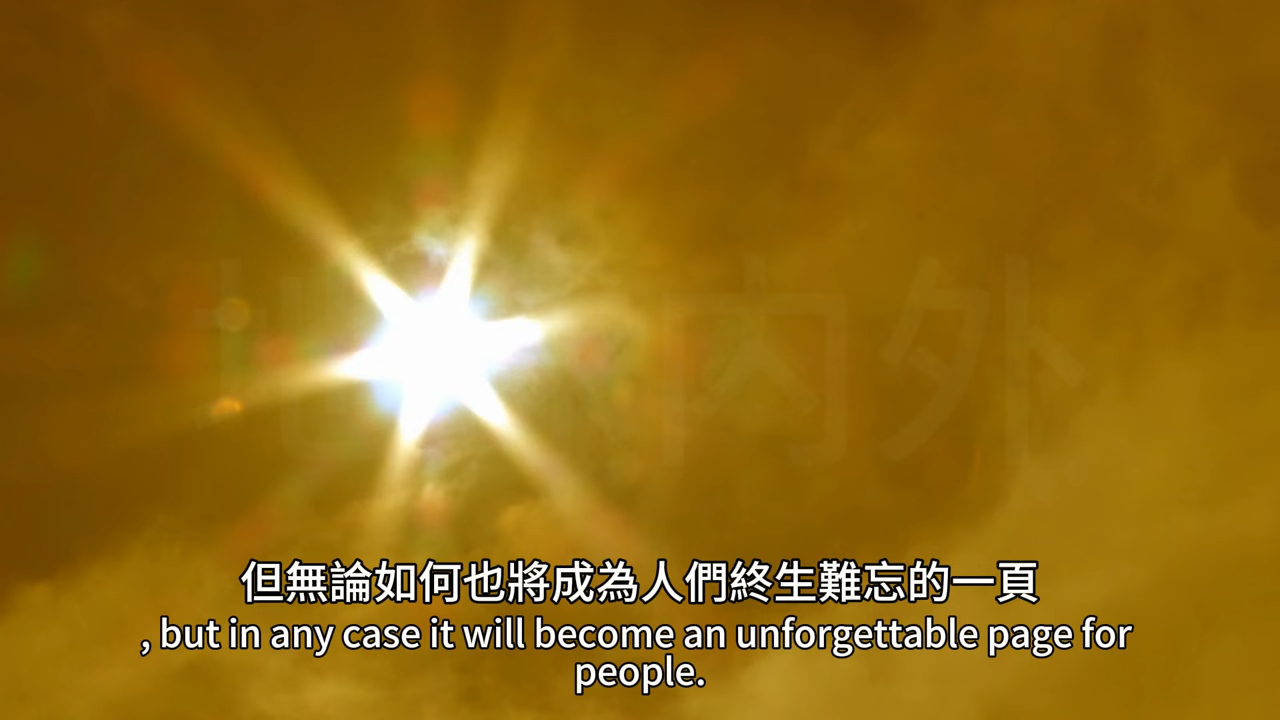 但無論如何也將成為人們終生難忘的一頁
, but in any case it will become an unforgettable page for
people.